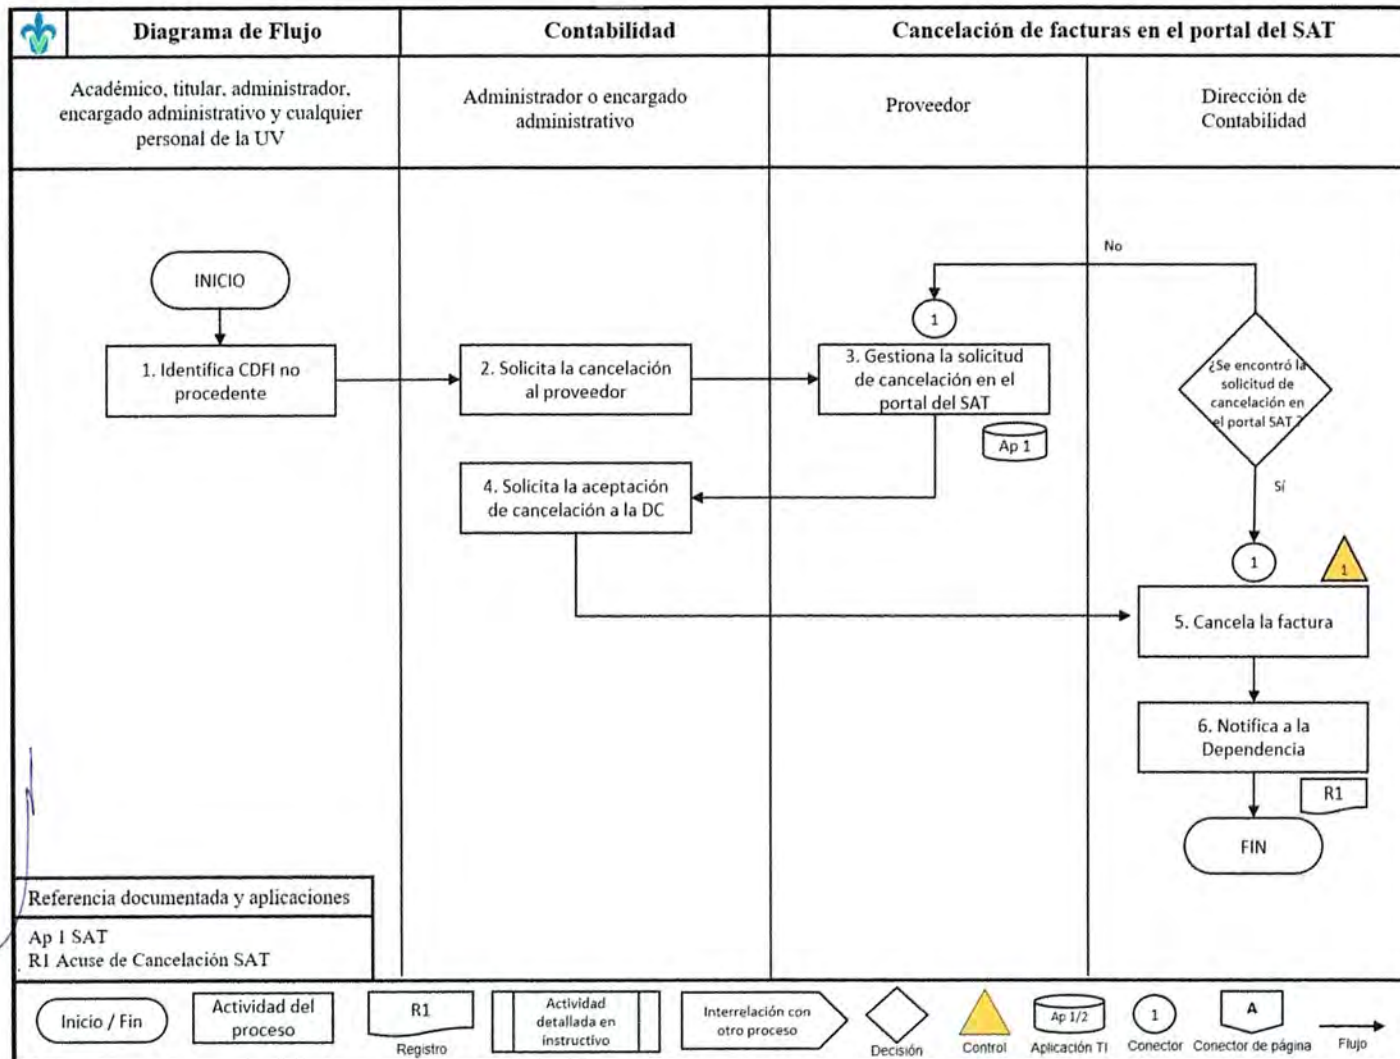 Diagrama de Flujo
Contabilidad
Cancelación de facturas en el portal del SAT
Académico, titular, administrador,
encargado administrativo y cualquier
personal de la UV
Administrador o encargado
administrativo
Proveedor
Dirección de
Contabilidad
INICIO
1. Identifica CDFI no
procedente
2. Solicita la cancelación
al proveedor
No
1
3. Gestiona la solicitud
de cancelación en el
portal del SAT
Ap 1
¿Se encontró la
solicitud de
cancelación en
el portal SAT?
Sí
4. Solicita la aceptación
de cancelación a la DC
1
1
5. Cancela la factura
6. Notifica a la
Dependencia
R1
FIN
Referencia documentada y aplicaciones
Ap 1 SAT
R1 Acuse de Cancelación SAT
Inicio / Fin
Actividad del
proceso
R1
Registro
Actividad
detallada en
instructivo
Interrelación con
otro proceso
Decisión
Control
Ap 1/2
Aplicación TI
1
Conector
A
Conector de página
Flujo